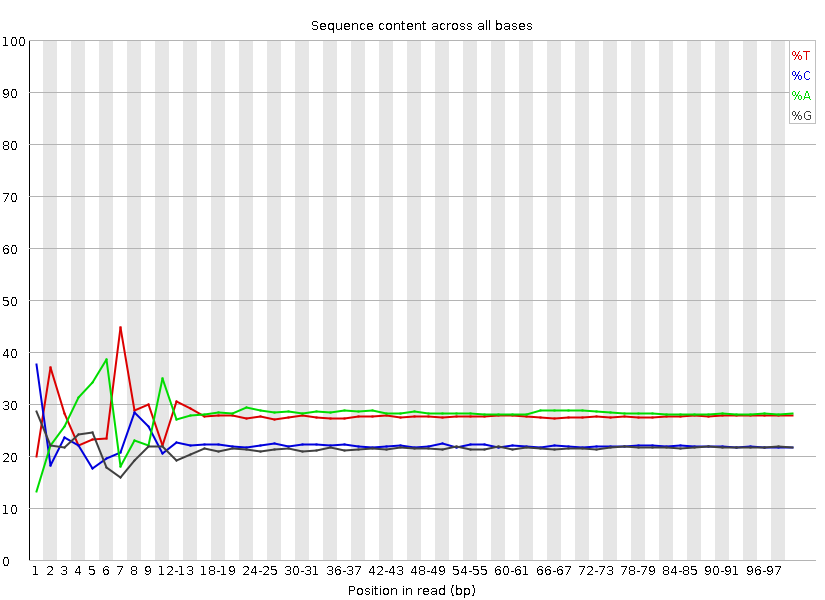 Sequence content across all bases
100
90
80
70
60
50
40
30
20
10
0
%T
%C
%A
%G
1 2 3 4 5 6 7 8 9 12-13 18-19 24-25 30-31 36-37 42-43 48-49 54-55 60-61 66-67 72-73 78-79 84-85 90-91 96-97
Position in read (bp)